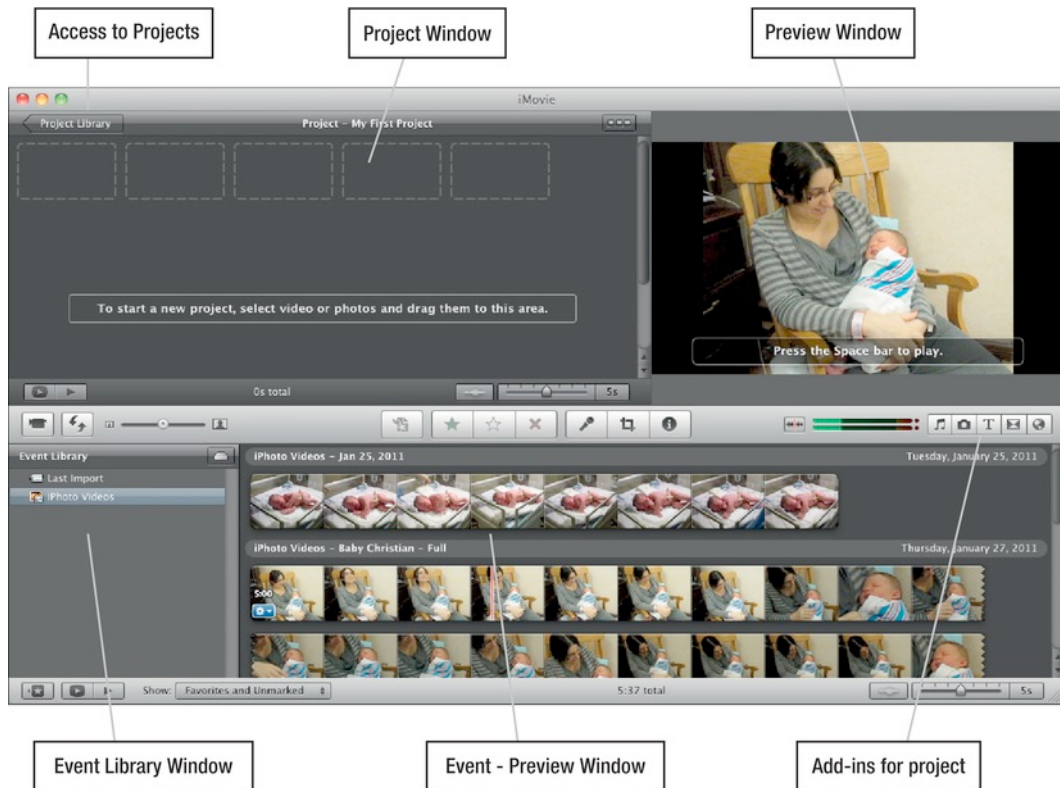 Access to Projects
Project Window
Preview Window
iMovie
Project Library
Project - My First Project
To start a new project, select video or photos and drag them to this area.
Press the Space bar to play.
0s total
5s
T
Event Library
Last Import
iPhoto Videos
iPhoto Videos - Jan 25, 2011
Tuesday, January 25, 2011
iPhoto Videos - Baby Christian - Full
Thursday, January 27, 2011
5:00
Show: Favorites and Unmarked
5:37 total
5s
Event Library Window
Event - Preview Window
Add-ins for project